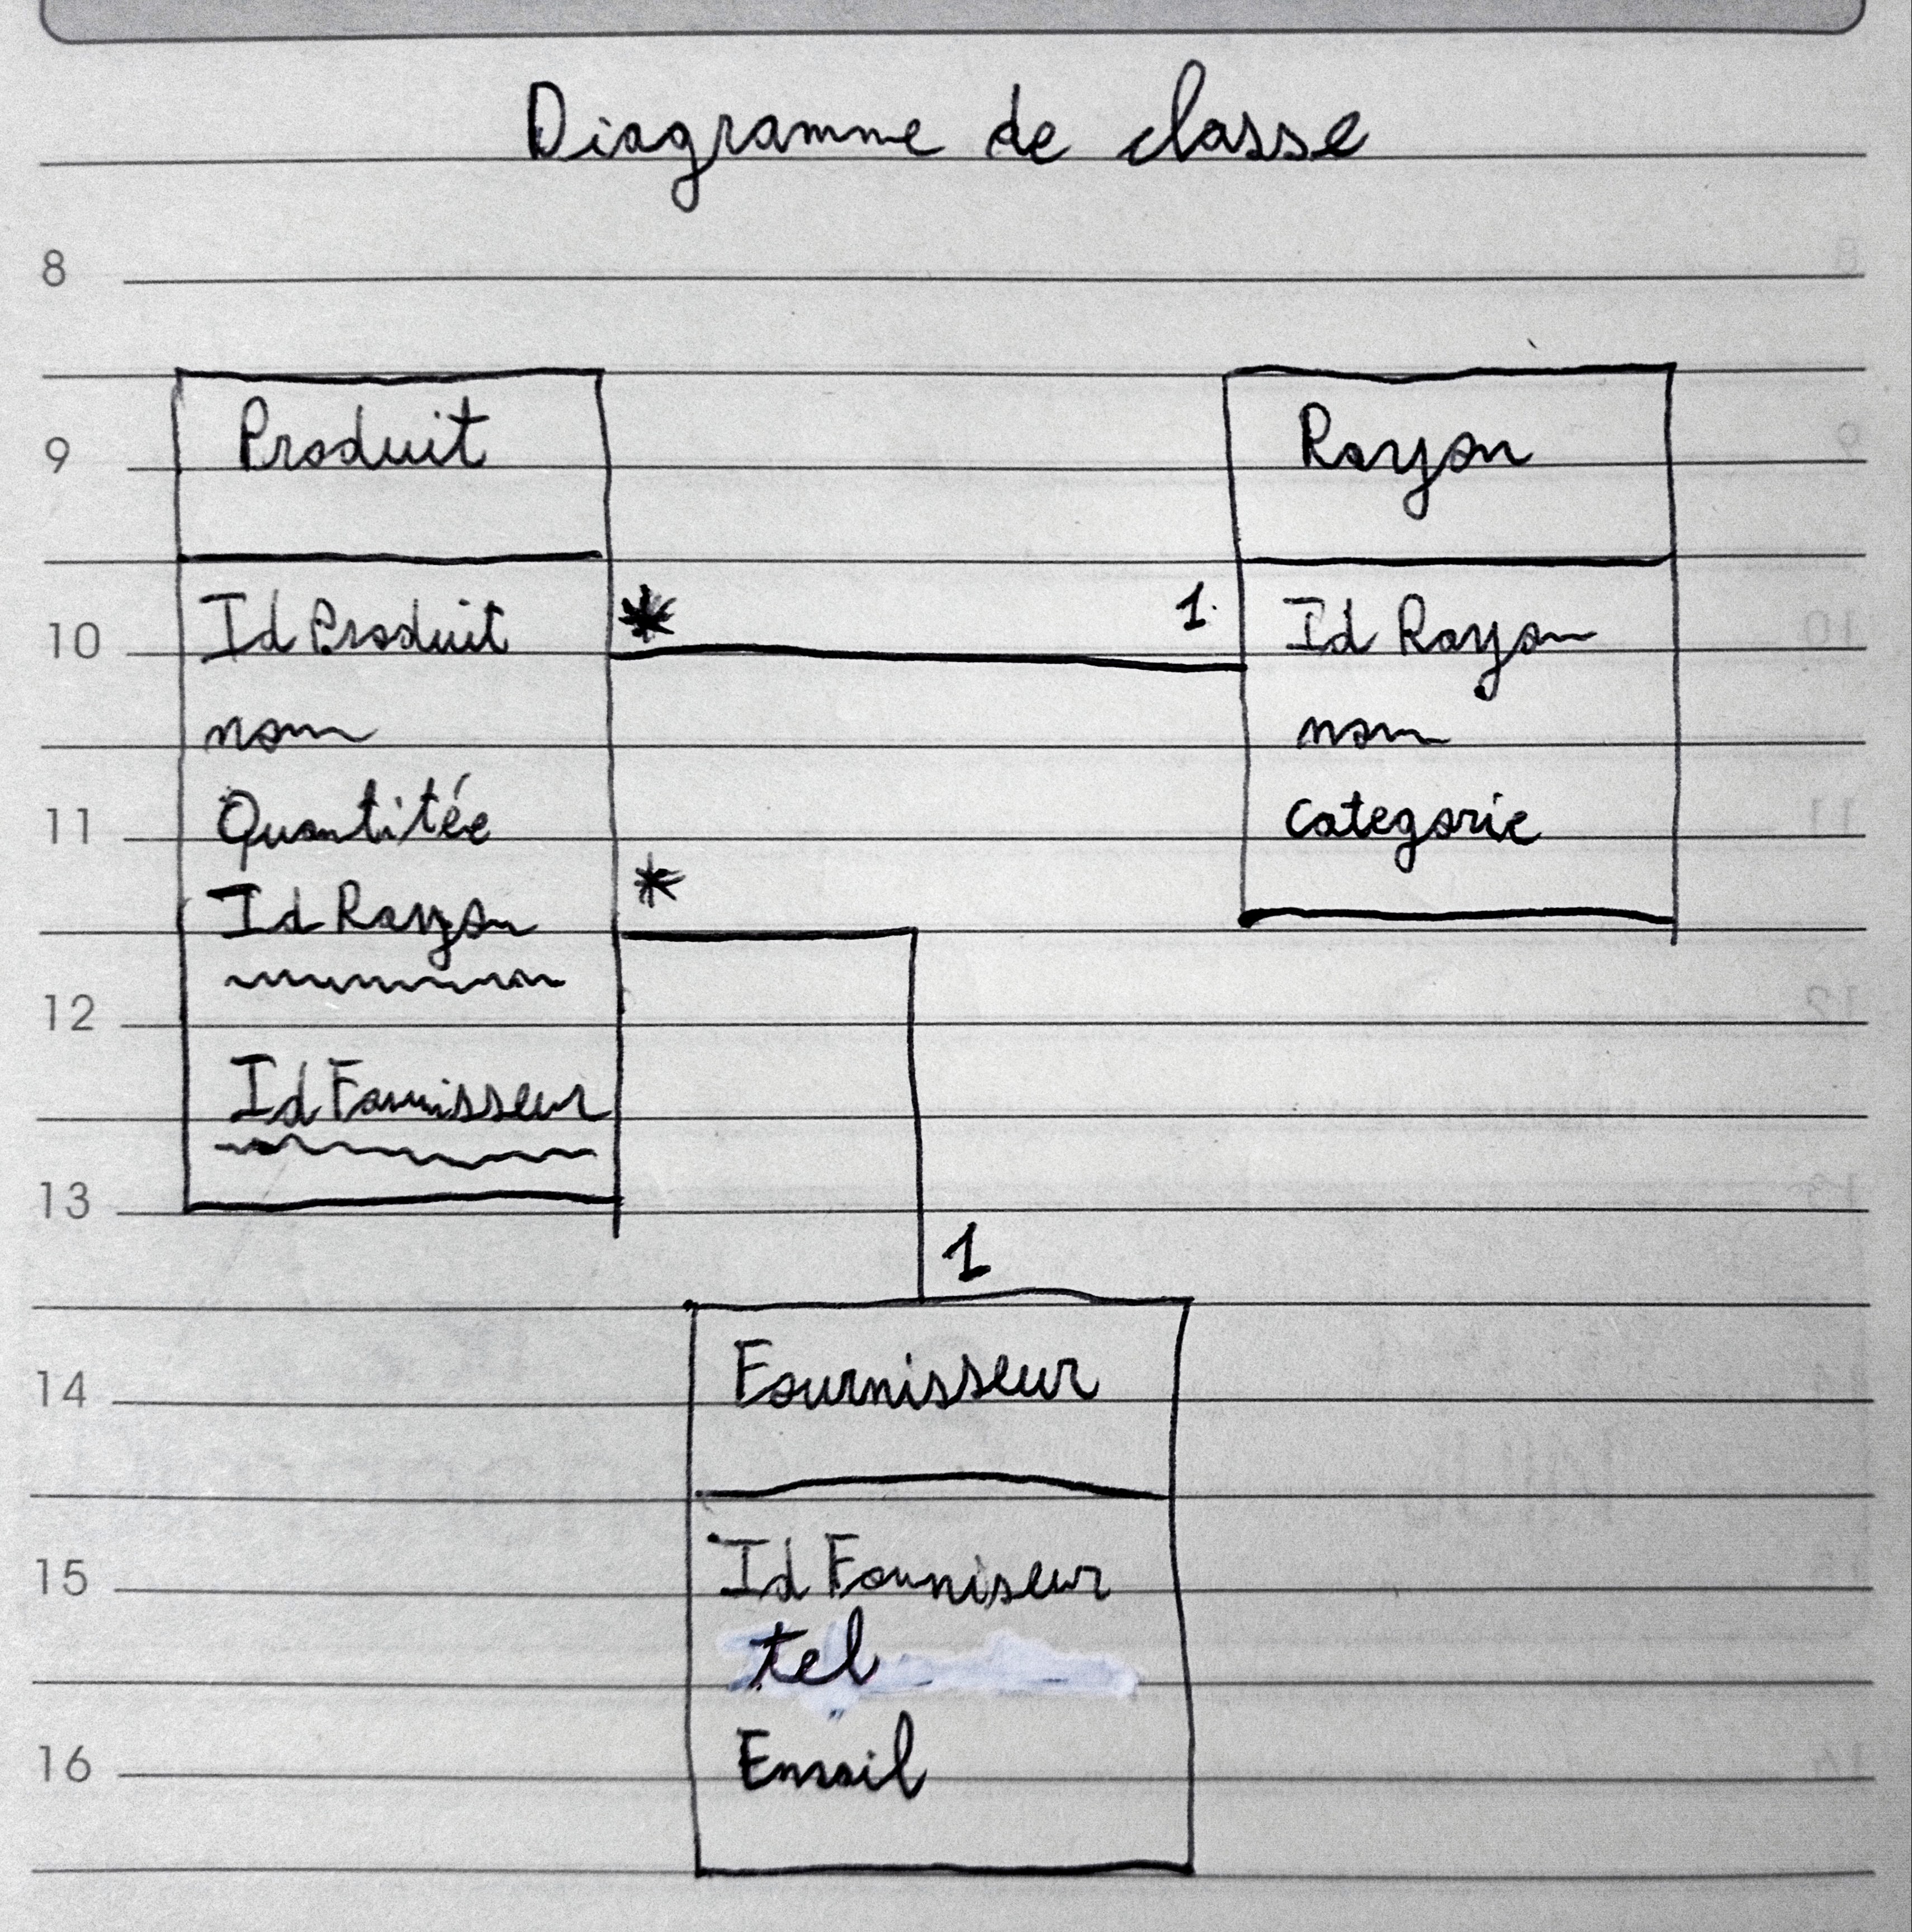 Diagramme de classe
8
9
10
11
12
13
14
15
16
Produit
Id Produit
nom
Quantitée
Id Rayon
Id Fournisseur
*
1
Rayon
Id Rayon
nom
categorie
*
1
Fournisseur
Id Fourniseur
tel
Email